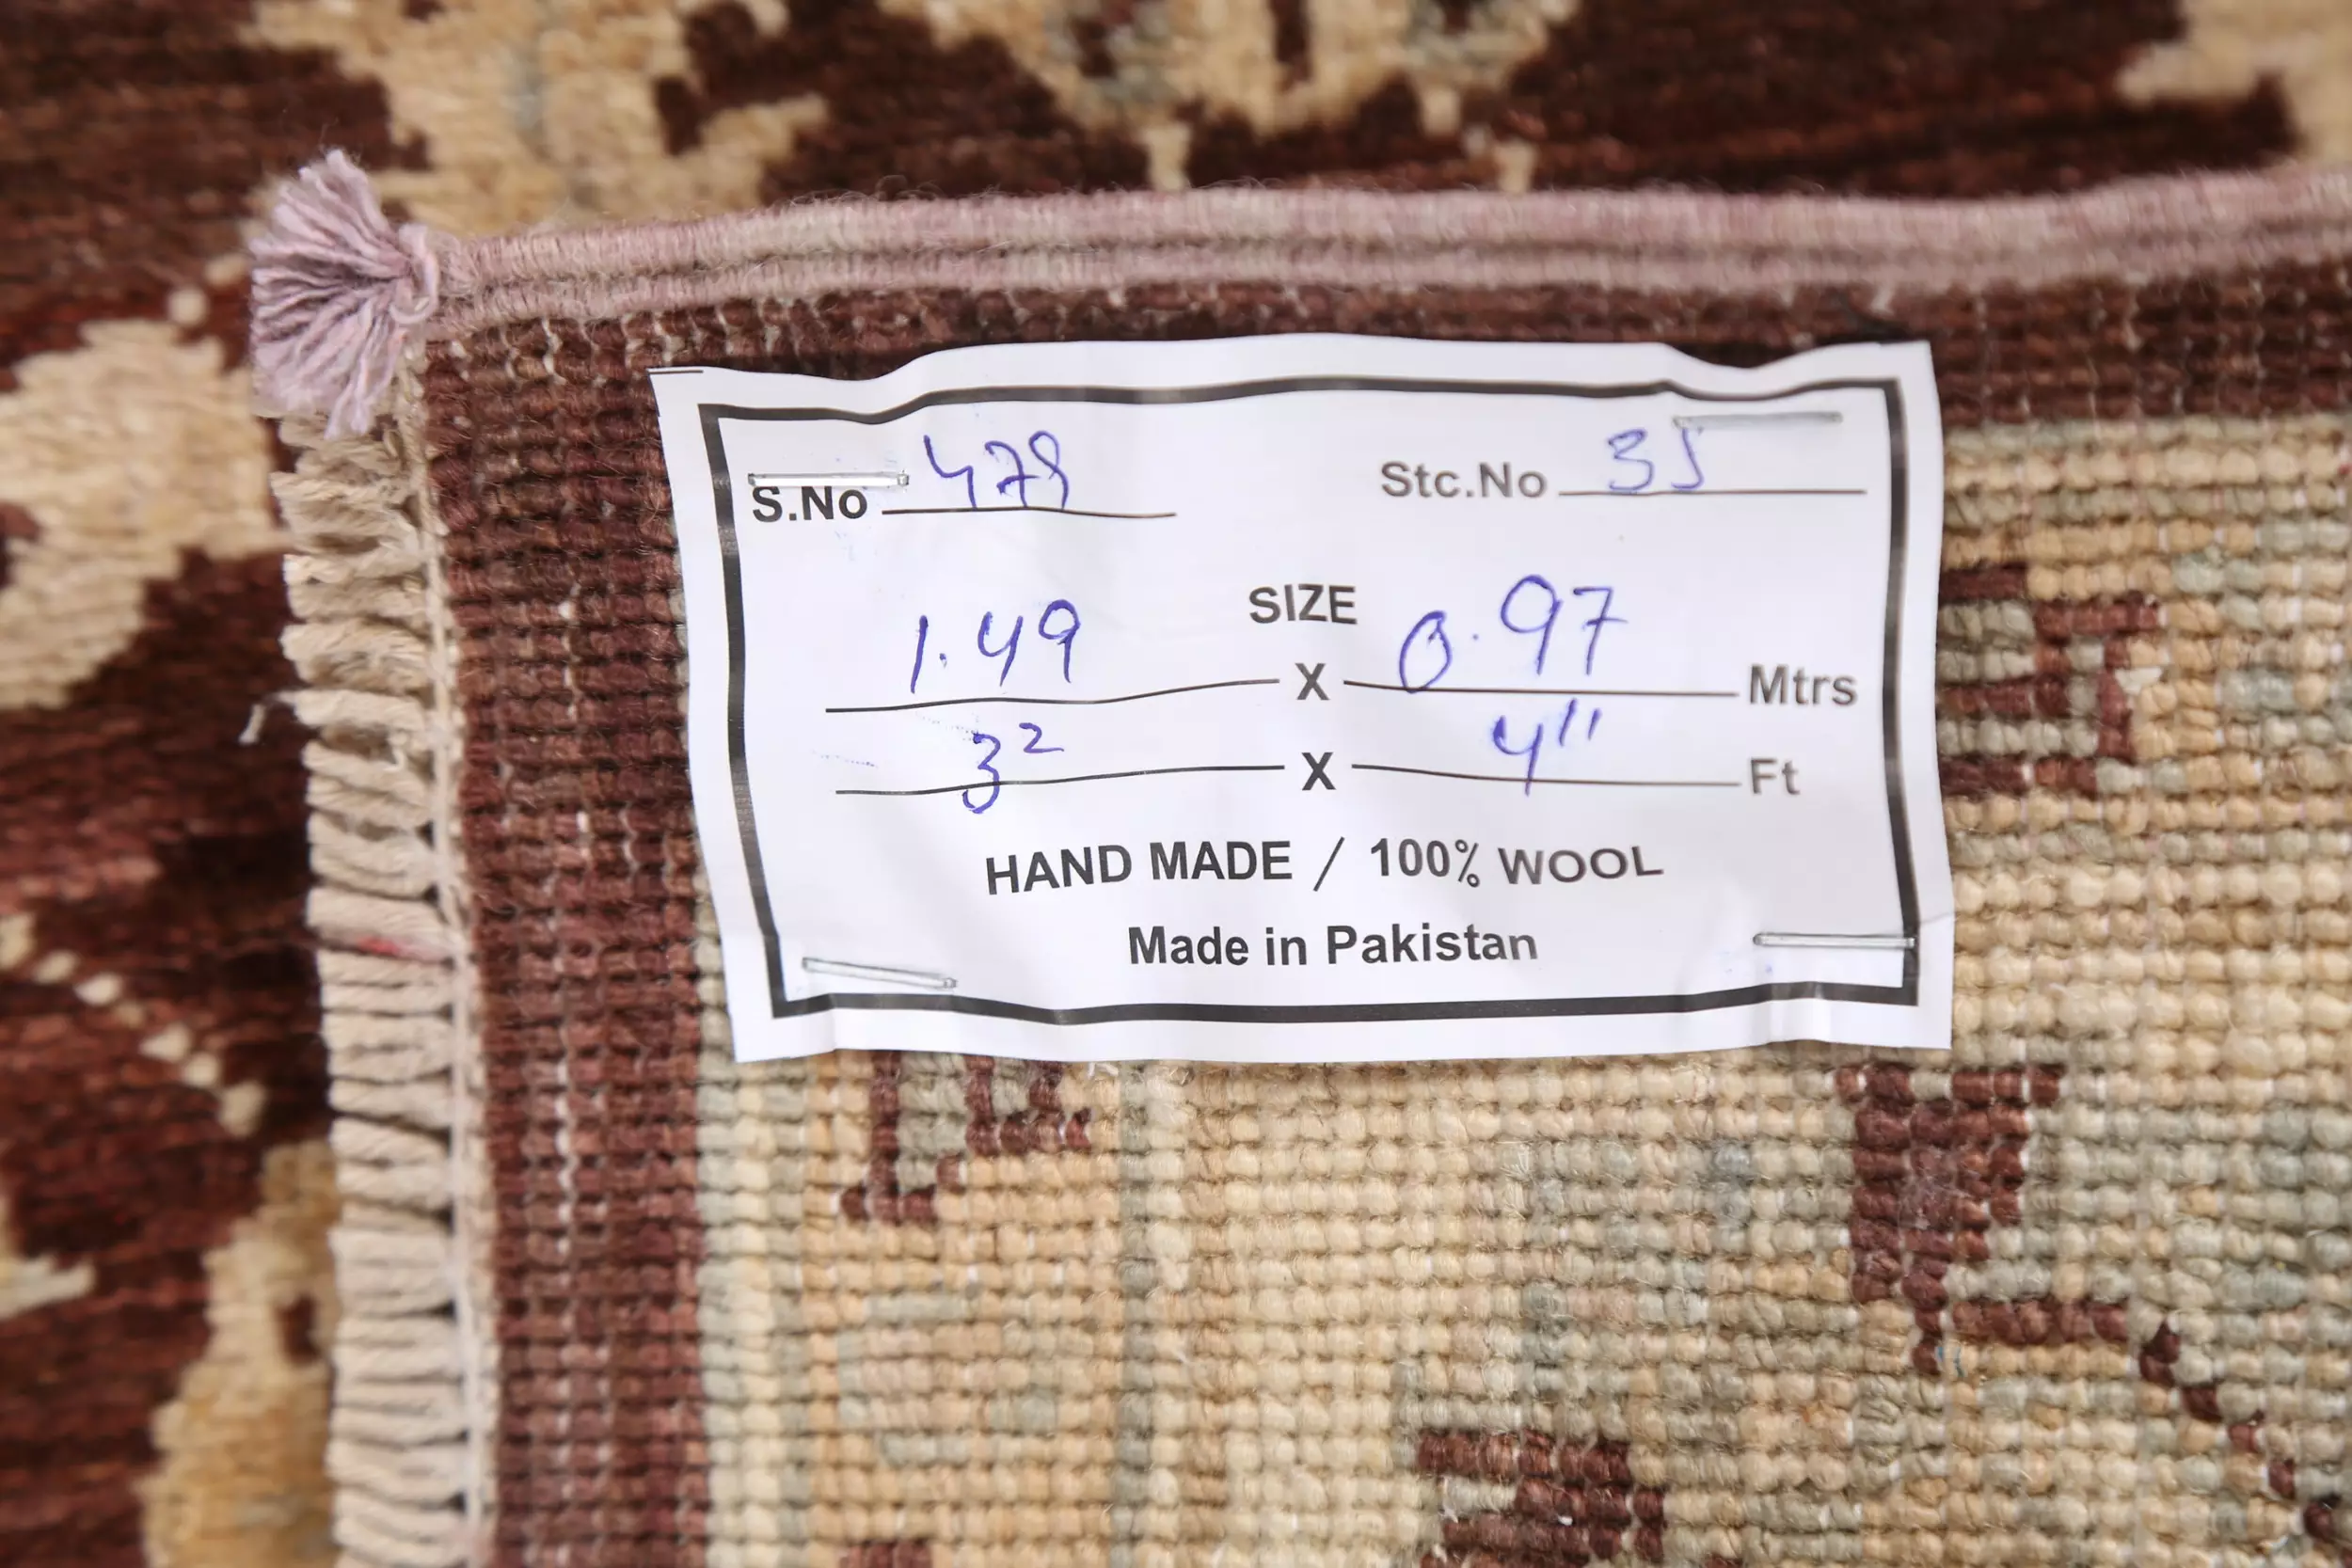 S.No 478 Stc.No 35
SIZE
1.49 X 0.97 Mtrs
3² X 4'' Ft
HAND MADE / 100% WOOL
Made in Pakistan